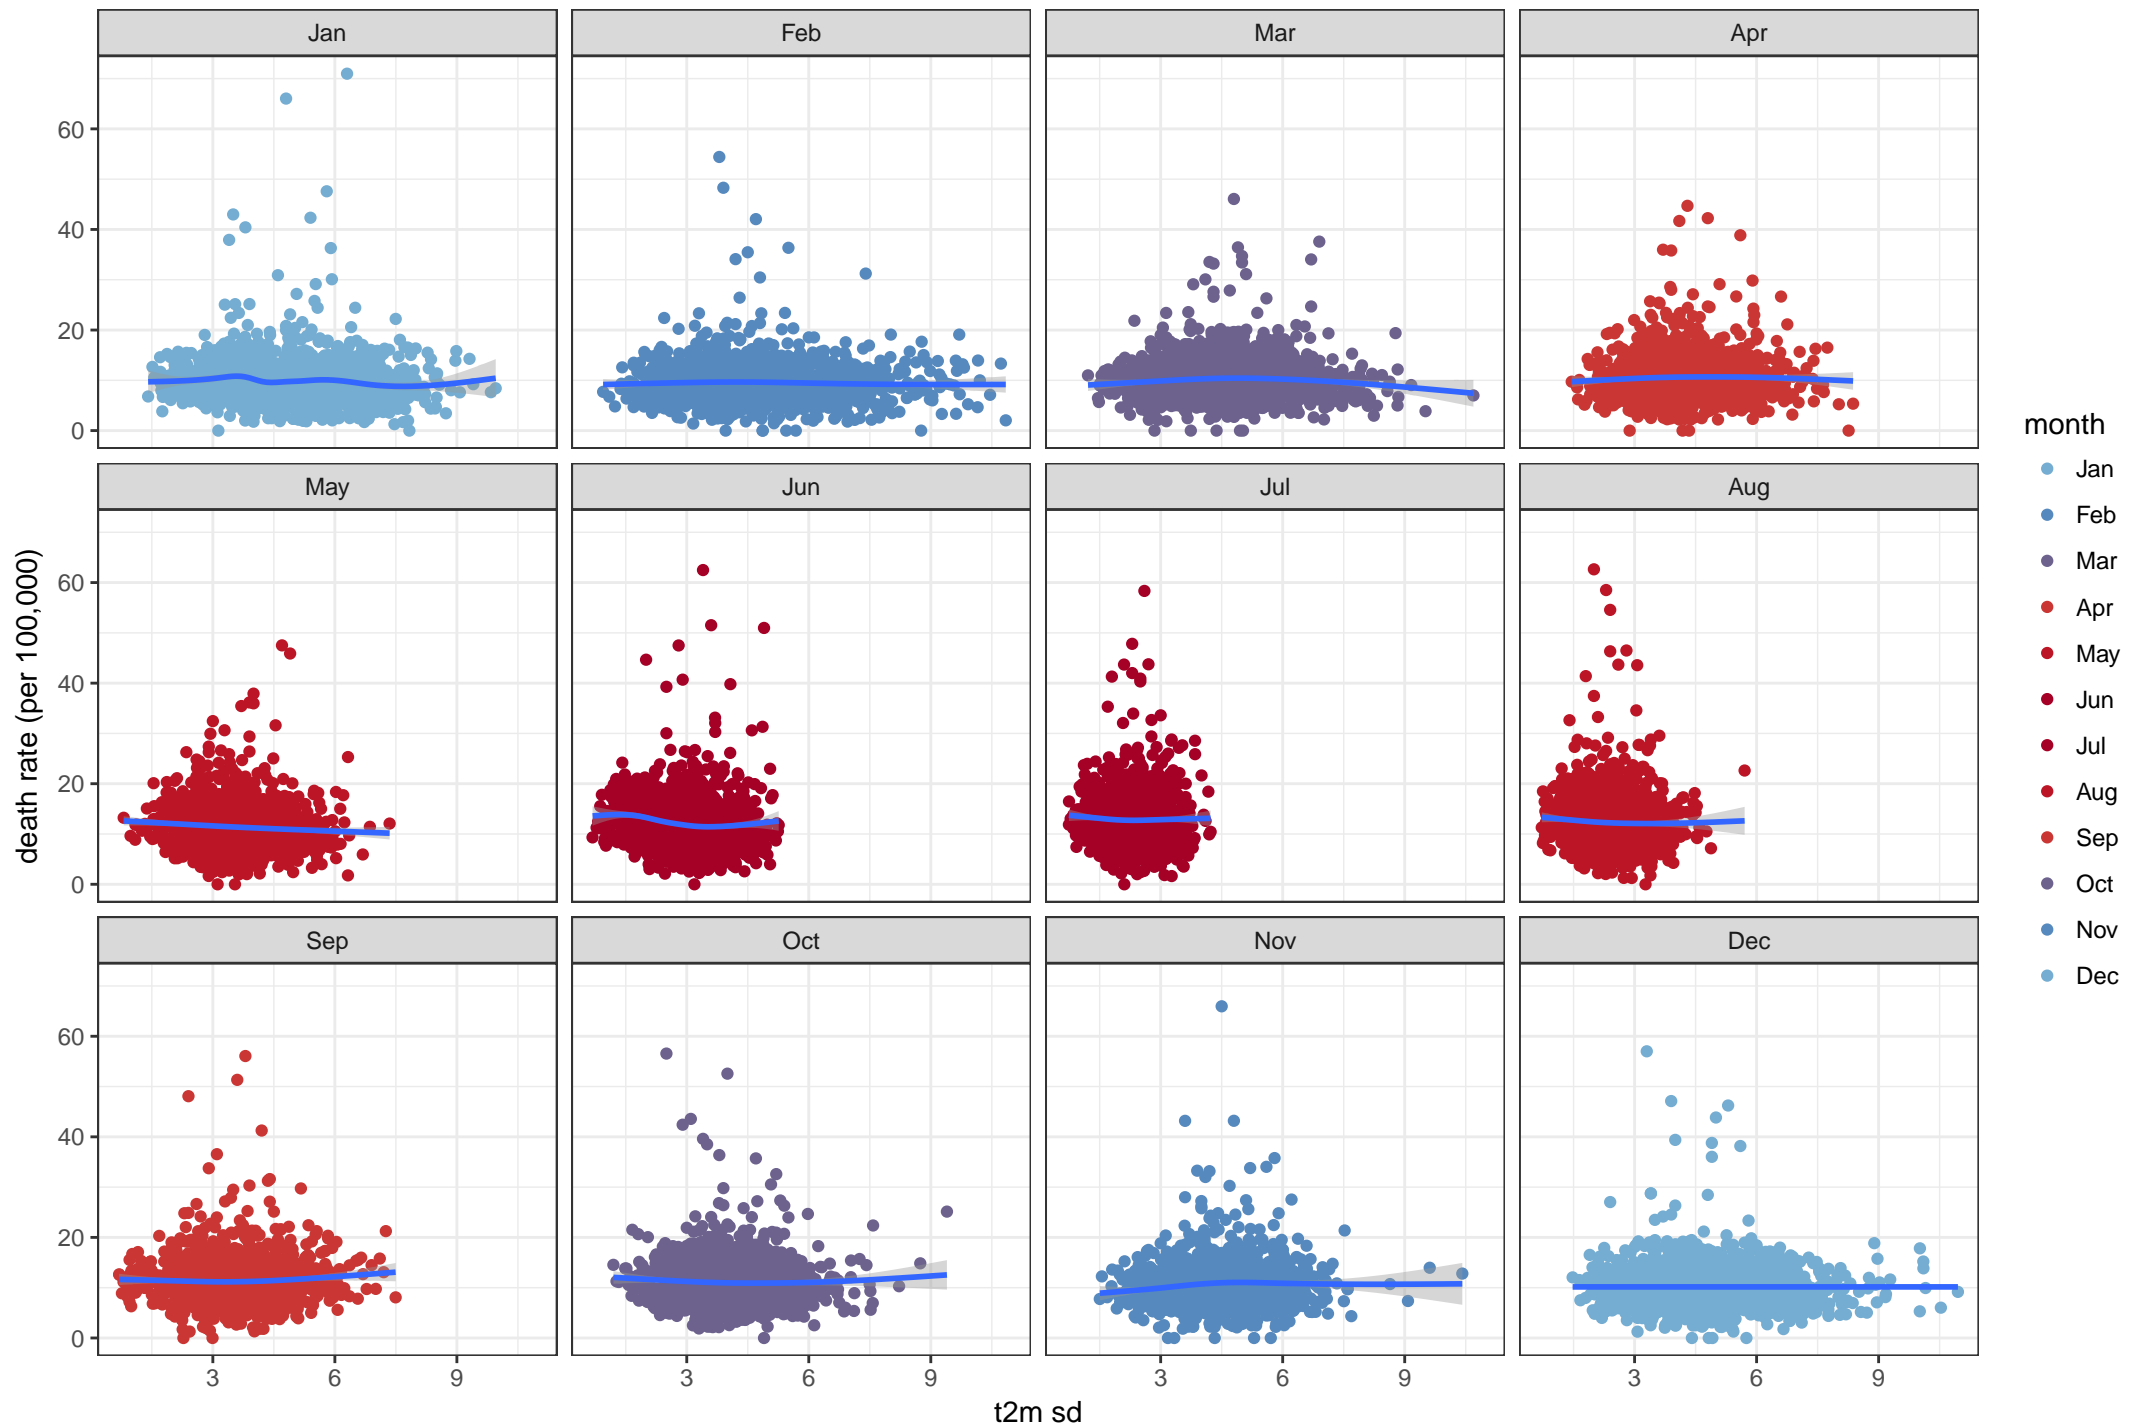 Jan Feb Mar Apr
60
40
20
0
May Jun Jul Aug
60
40
20
0
Sep Oct Nov Dec
60
40
20
0
3 6 9 3 6 9 3 6 9 3 6 9
t2m sd
death rate (per 100,000)
month
Jan
Feb
Mar
Apr
May
Jun
Jul
Aug
Sep
Oct
Nov
Dec